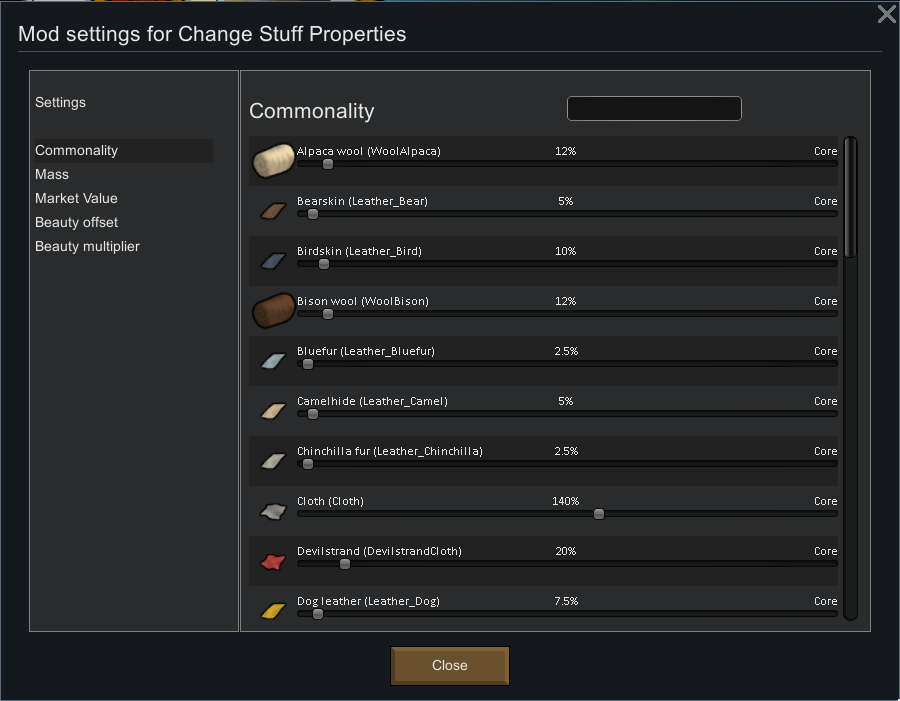 Mod settings for Change Stuff Properties
Settings
Commonality
Mass
Market Value
Beauty offset
Beauty multiplier
Commonality
Alpaca wool (WoolAlpaca) 12% Core
Bearskin (Leather_Bear) 5% Core
Birdskin (Leather_Bird) 10% Core
Bison wool (WoolBison) 12% Core
Bluefur (Leather_Bluefur) 2.5% Core
Camelhide (Leather_Camel) 5% Core
Chinchilla fur (Leather_Chinchilla) 2.5% Core
Cloth (Cloth) 140% Core
Devilstrand (DevilstrandCloth) 20% Core
Dog leather (Leather_Dog) 7.5% Core
Close